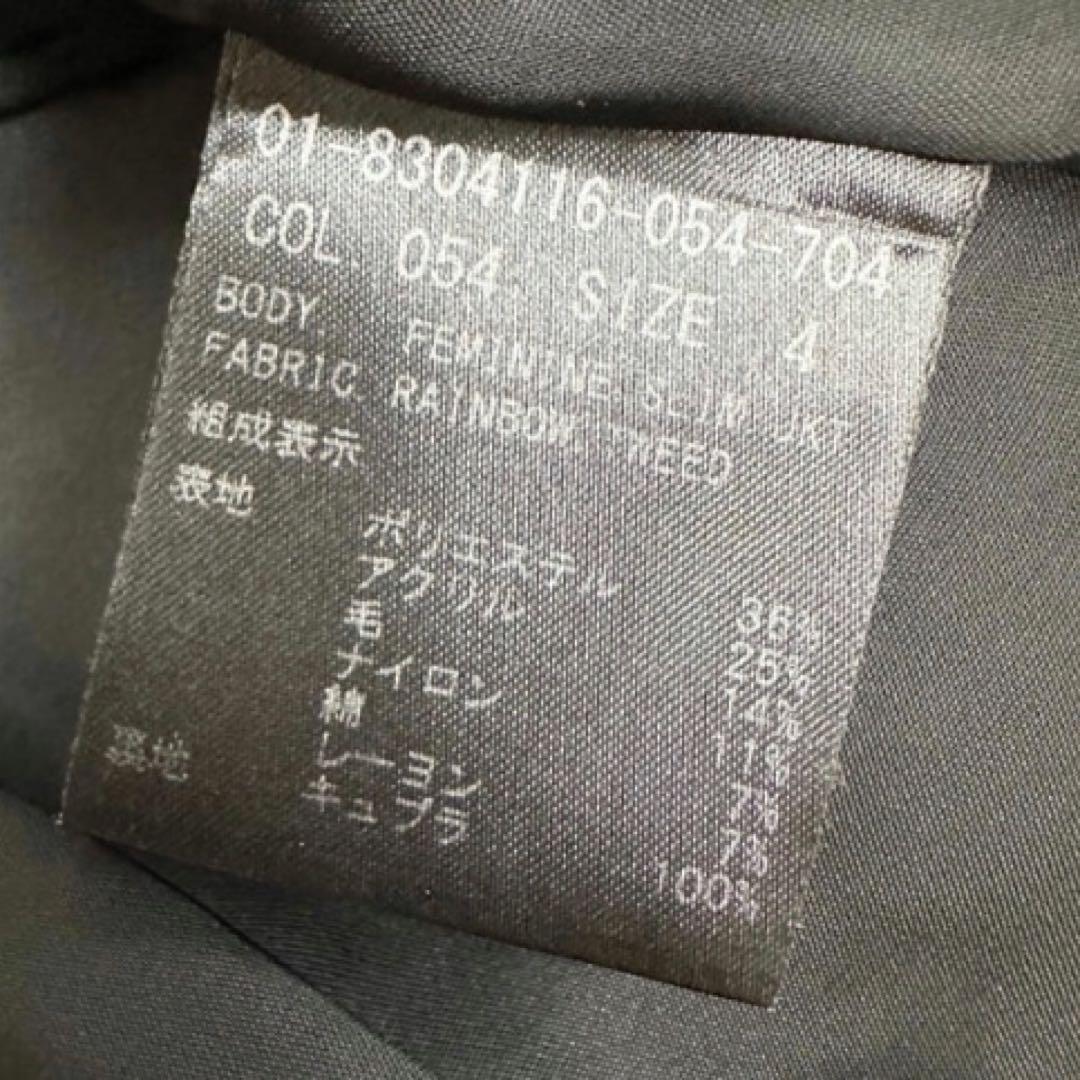 01-8304116-054-704
COL. 054. SIZE 4
BODY. FEMININE SLIM JKT
FABRIC. RAINBOW TWEED
組成表示
表地 ポリエステル 36%
アクリル 25%
毛 14%
ナイロン 11%
綿 7%
レーヨン 7%
裏地 キュプラ 100%